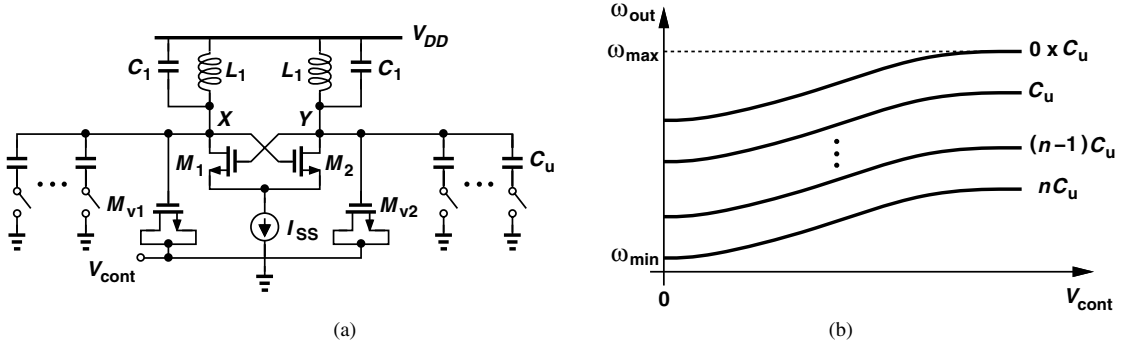 V_DD
C_1 L_1 L_1 C_1
X Y
M_1 M_2 C_u
M_v1 I_SS M_v2
V_cont
(a)
ω_out
ω_max 0 x C_u
C_u
(n−1)C_u
nC_u
ω_min
0 V_cont
(b)